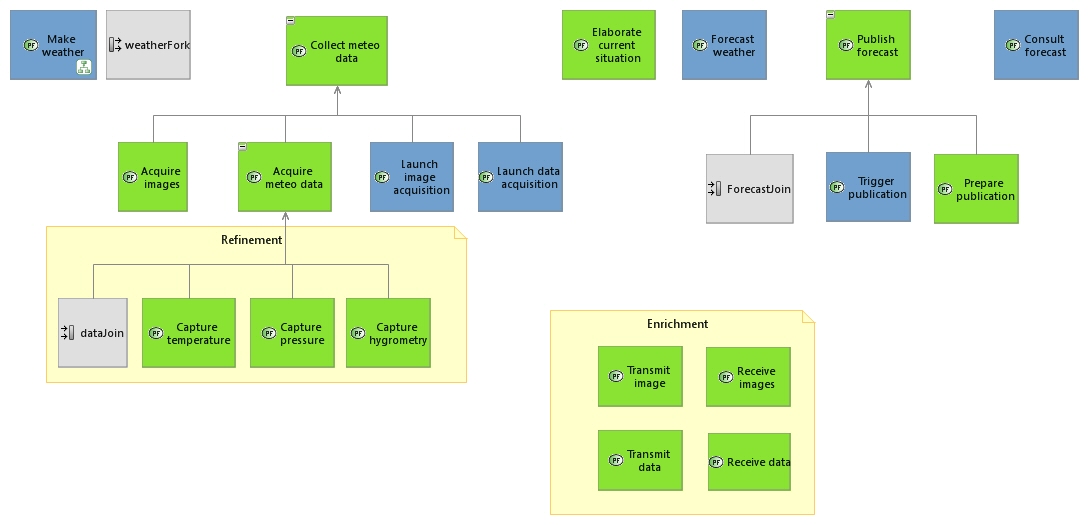 PF Make
weather
weatherFork
PF Collect meteo
data
PF Elaborate
current
situation
PF Forecast
weather
PF Publish
forecast
PF Consult
forecast
PF Acquire
images
PF Acquire
meteo data
PF Launch
image
acquisition
PF Launch data
acquisition
ForecastJoin
PF Trigger
publication
PF Prepare
publication
Refinement
dataJoin
PF Capture
temperature
PF Capture
pressure
PF Capture
hygrometry
Enrichment
PF Transmit
image
PF Receive
images
PF Transmit
data
PF Receive data